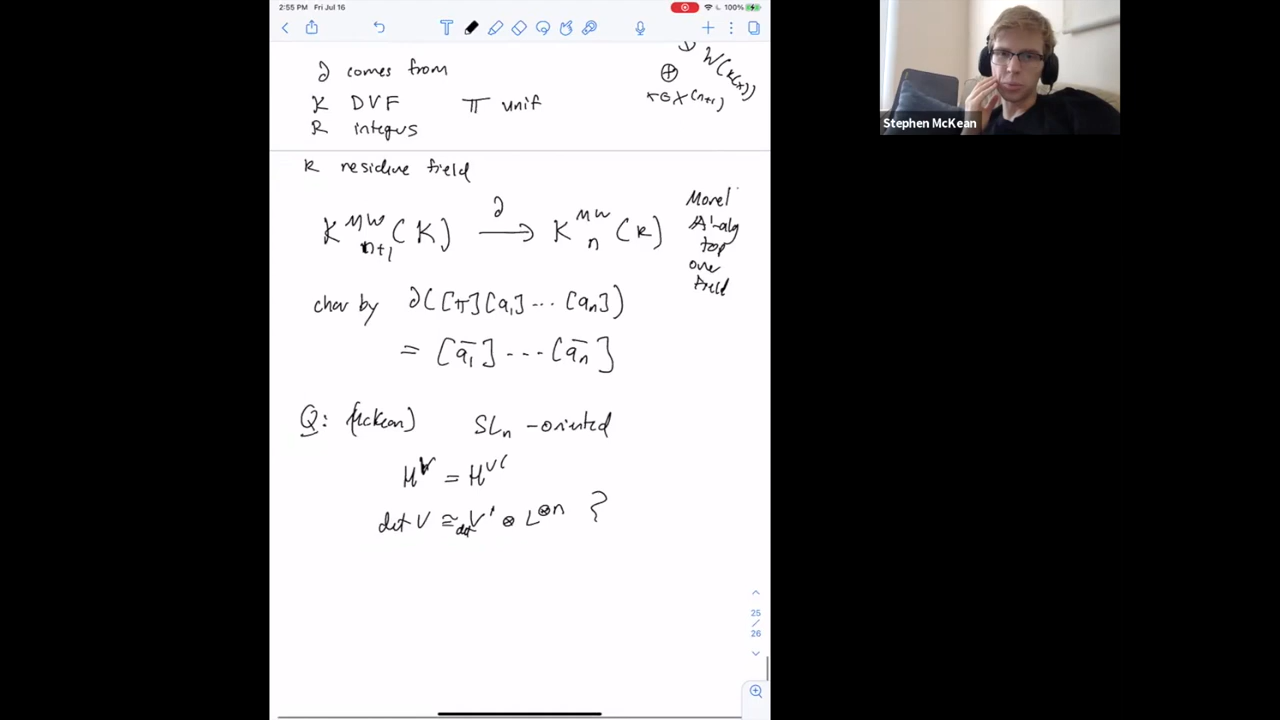 2:55 PM Fri Jul 16
100%
∂ comes from
K DVF π unif
R integers
⊕ W(k(x))
x∈X^(n+1)
k residue field
K^MW_{n+1}(K) —∂→ K^MW_n(k)
Morel
A¹-alg
top
over
field
char by ∂([π][a₁]···[aₙ])
= [ā₁]···[āₙ]
Q: (McKean) SLₙ-oriented
H^V = H^V'
det V ≅ det V' ⊗ L^⊗n ?
25
/
26
Stephen McKean